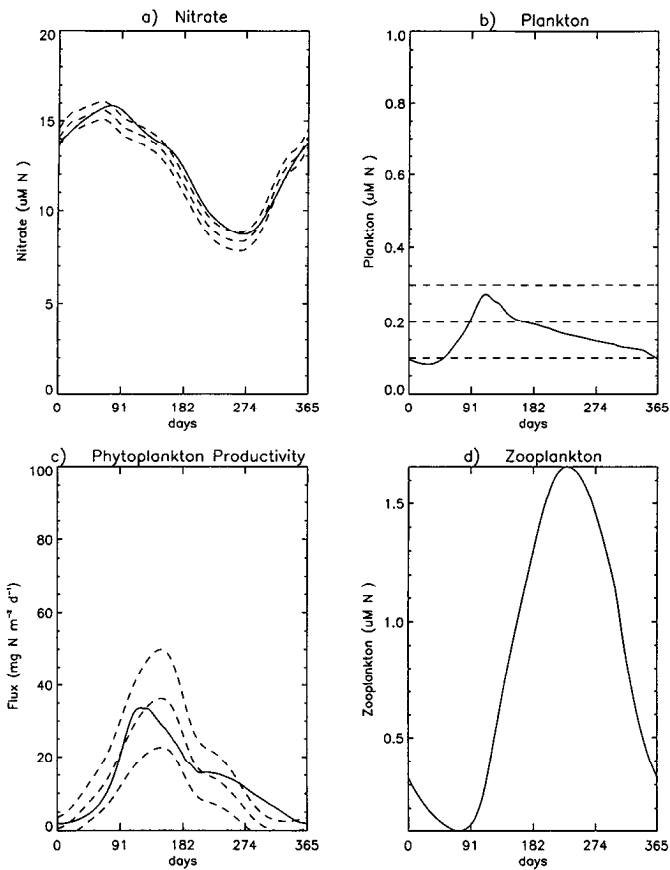 a) Nitrate
20
15
10
5
0
Nitrate (uM N )
0 91 182 274 365
days
b) Plankton
1.0
0.8
0.6
0.4
0.2
0.0
Plankton (uM N )
0 91 182 274 365
days
c) Phytoplankton Productivity
100
80
60
40
20
0
Flux (mg N m⁻² d⁻¹)
0 91 182 274 365
days
d) Zooplankton
1.5
1.0
0.5
Zooplankton (uM N )
0 91 182 274 365
days